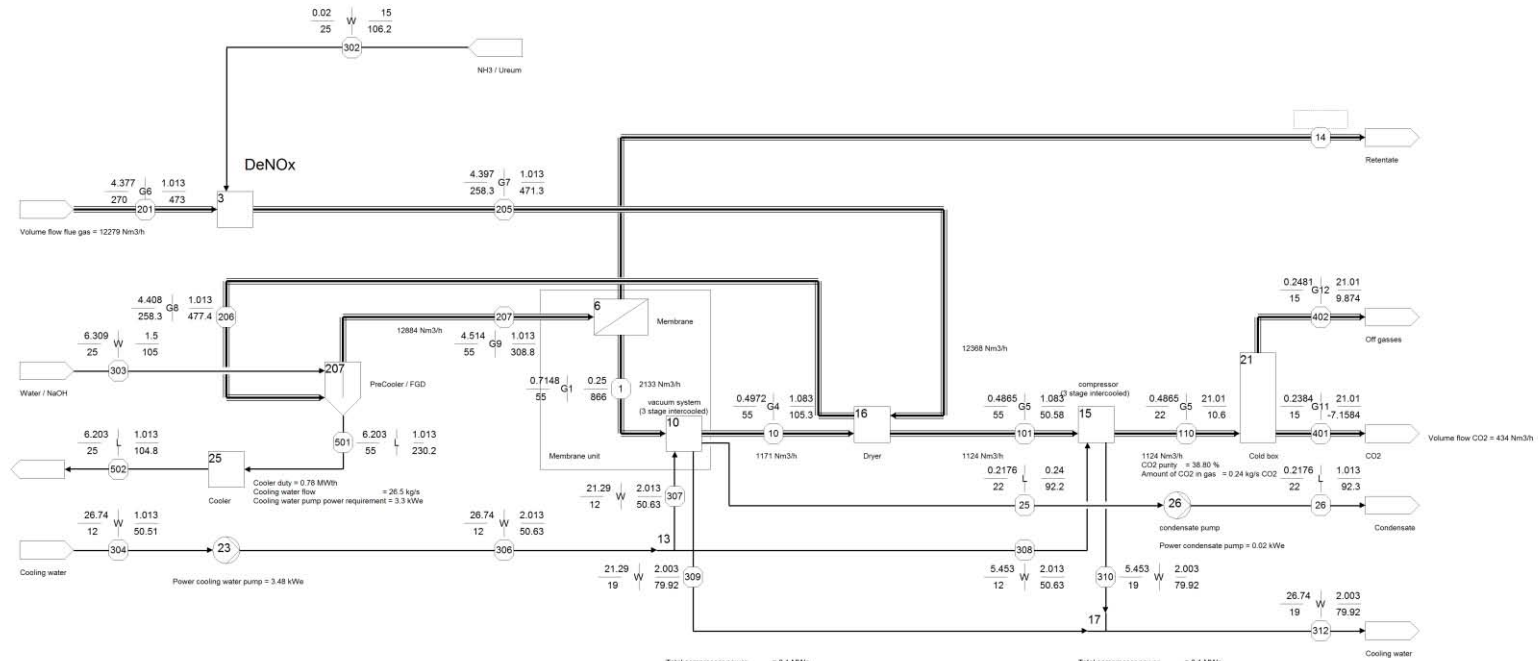 0.02 W 15
25 106.2
302
NH3 / Ureum
14
Retentate
DeNOx
4.377 G6 1.013
270 473
201
3
4.397 G7 1.013
258.3 471.3
205
Volume flow flue gas = 12279 Nm3/h
4.408 G8 1.013
258.3 477.4
206
6.309 W 1.5
25 105
303
Water / NaOH
207
PreCooler / FGD
12884 Nm3/h
207
4.514 G9 1.013
55 308.8
6
Membrane
0.7148 G1 0.25
55 866
1
2133 Nm3/h
vacuum system
(3 stage intercooled)
10
Membrane unit
0.4972 G4 1.083
55 105.3
10
1171 Nm3/h
16
Dryer
12368 Nm3/h
0.4865 G5 1.083
55 50.58
101
1124 Nm3/h
compressor
(3 stage intercooled)
15
0.4865 G5 21.01
22 10.6
110
1124 Nm3/h
CO2 purity = 38.80 %
Amount of CO2 in gas = 0.24 kg/s CO2
21
Cold box
0.2481 G12 21.01
15 9.874
402
Off gasses
0.2384 G11 21.01
15 -7.1584
401
CO2
Volume flow CO2 = 434 Nm3/h
6.203 L 1.013
25 104.8
502
25
Cooler
501
6.203 L 1.013
55 230.2
Cooler duty = 0.78 MWth
Cooling water flow = 26.5 kg/s
Cooling water pump power requirement = 3.3 kWe
0.2176 L 0.24
22 92.2
25
26
condensate pump
Power condensate pump = 0.02 kWe
0.2176 L 1.013
22 92.3
26
Condensate
26.74 W 1.013
12 50.51
304
Cooling water
23
Power cooling water pump = 3.48 kWe
26.74 W 2.013
12 50.63
306
21.29 W 2.013
12 50.63
307
13
308
5.453 W 2.013
12 50.63
21.29 W 2.003
19 79.92
309
310
5.453 W 2.003
19 79.92
17
26.74 W 2.003
19 79.92
312
Cooling water